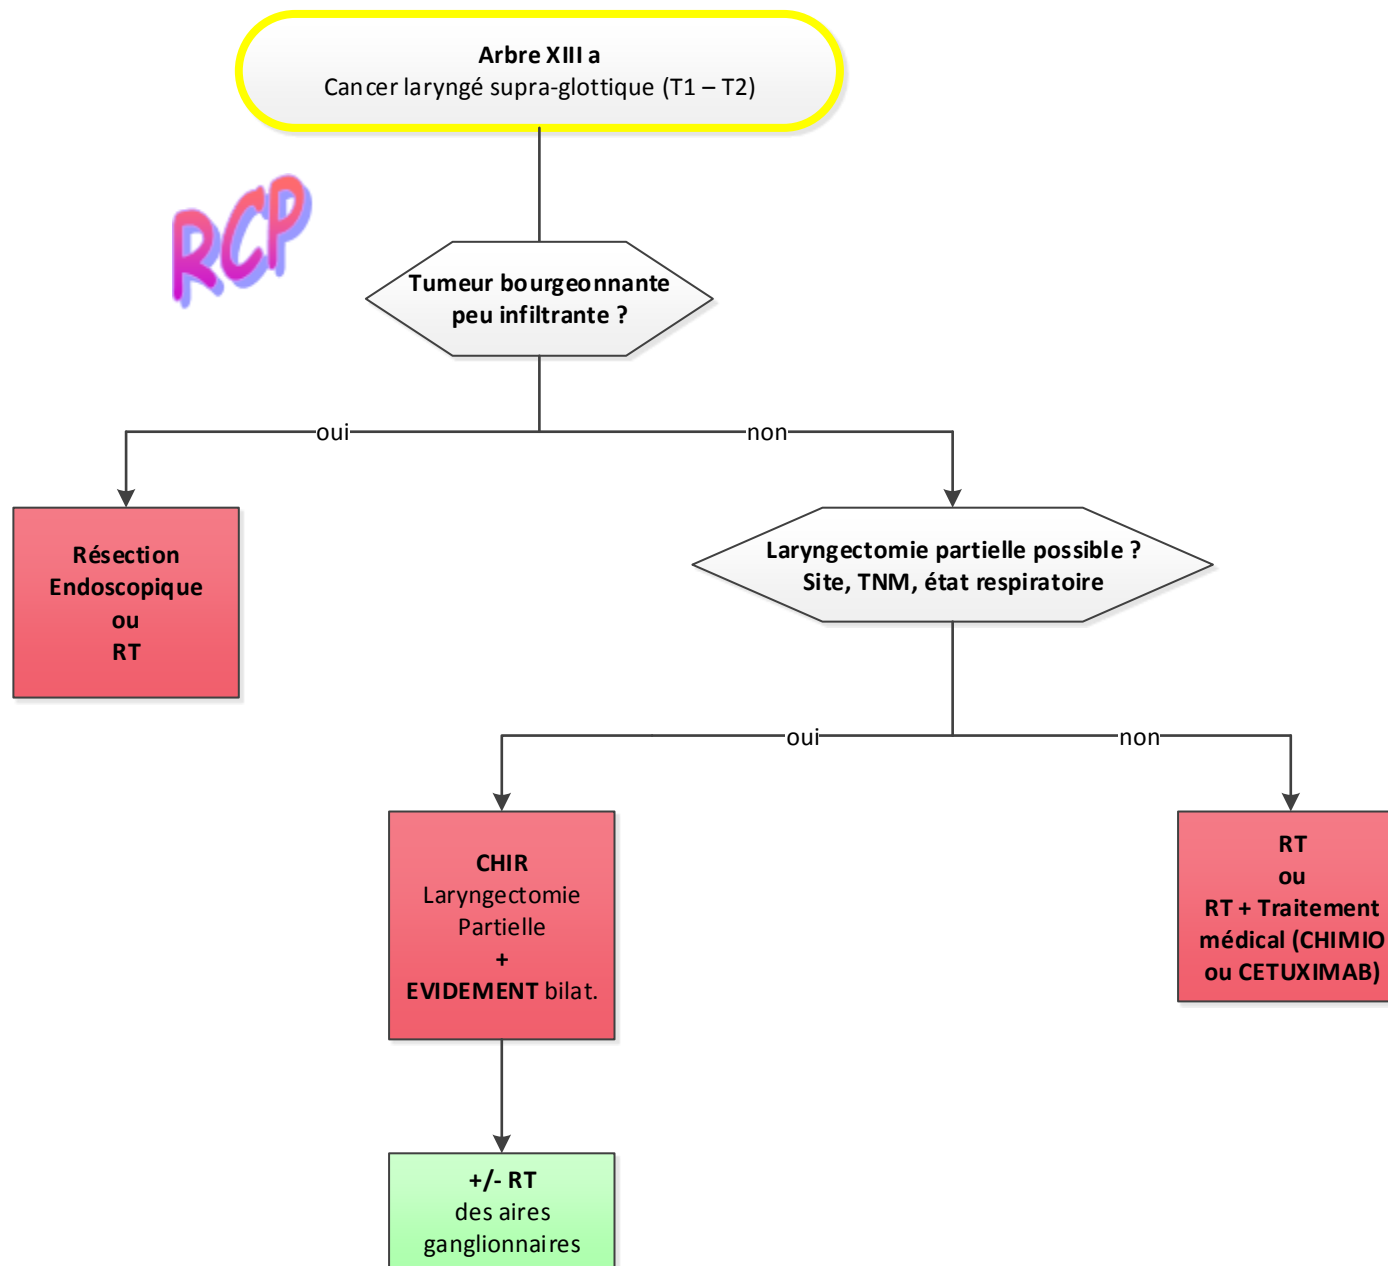 Arbre XIII a
Cancer laryngé supra-glottique (T1 – T2)
RCP
Tumeur bourgeonnante
peu infiltrante ?
oui
non
Résection
Endoscopique
ou
RT
Laryngectomie partielle possible ?
Site, TNM, état respiratoire
oui
non
CHIR
Laryngectomie
Partielle
+
EVIDEMENT bilat.
RT
ou
RT + Traitement
médical (CHIMIO
ou CETUXIMAB)
+/- RT
des aires
ganglionnaires